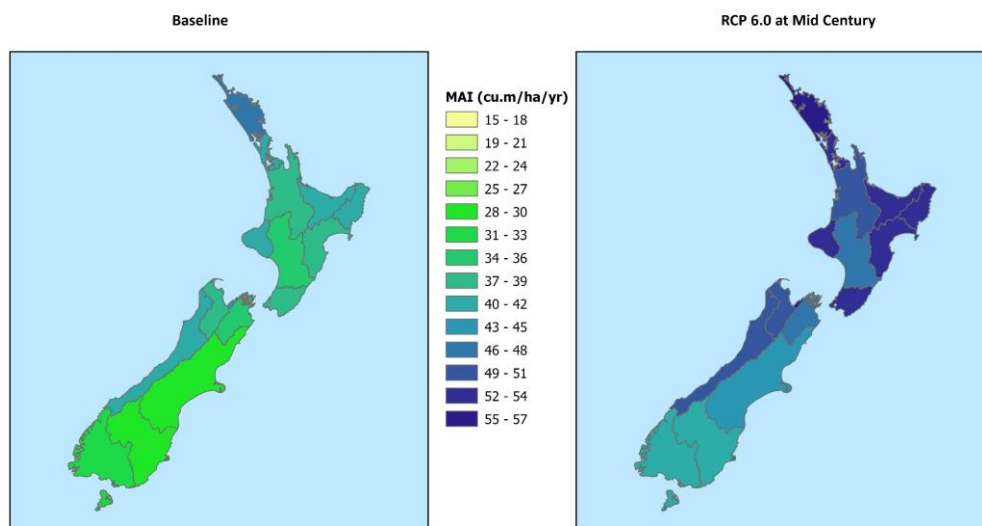 Baseline
RCP 6.0 at Mid Century
MAI (cu.m/ha/yr)
15 - 18
19 - 21
22 - 24
25 - 27
28 - 30
31 - 33
34 - 36
37 - 39
40 - 42
43 - 45
46 - 48
49 - 51
52 - 54
55 - 57